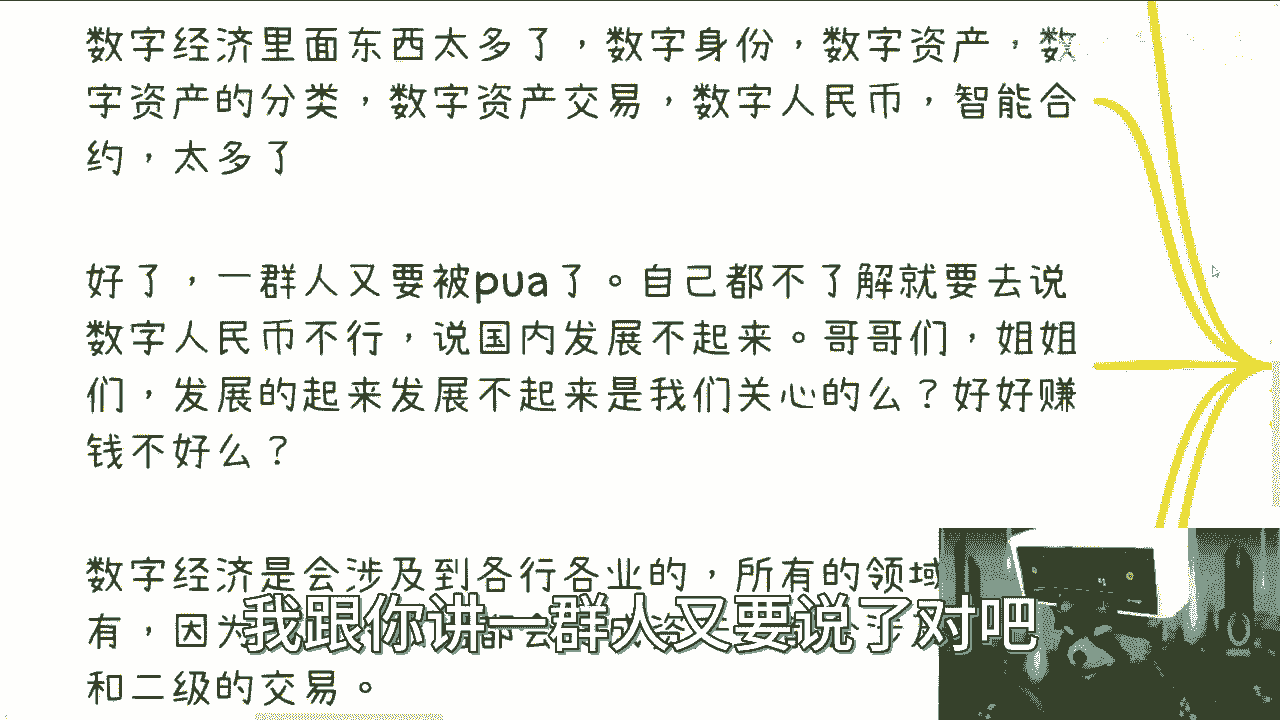 数字经济里面东西太多了，数字身份，数字资产，数
字资产的分类，数字资产交易，数字人民币，智能合
约，太多了
好了，一群人又要被pua了。自己都不了解就要去说
数字人民币不行，说国内发展不起来。哥哥们，姐姐
们，发展的起来发展不起来是我们关心的么？好好赚
钱不好么？
数字经济是会涉及到各行各业的，所有的领域
有，因为
和二级的交易。
我跟你讲一群人又要说了对吧